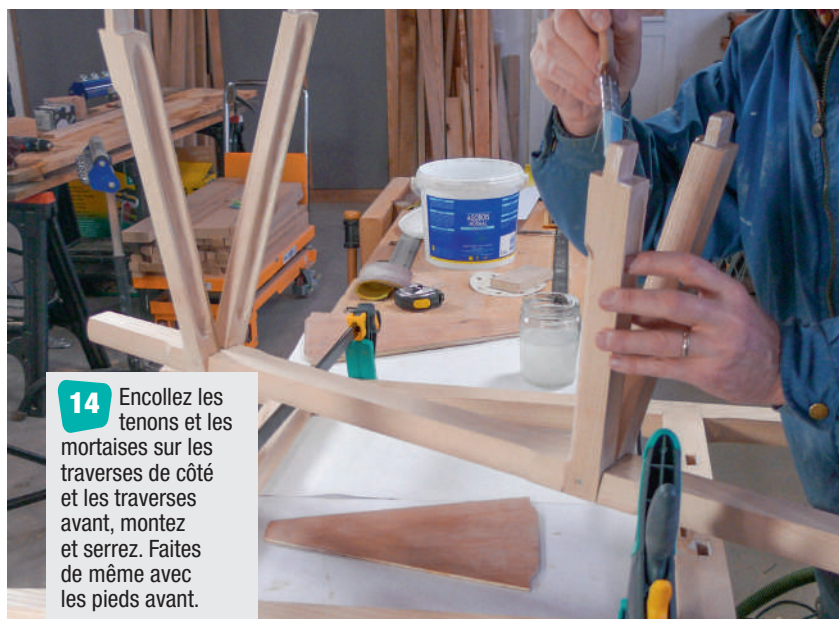 14 Encollez les
tenons et les
mortaises sur les
traverses de côté
et les traverses
avant, montez
et serrez. Faites
de même avec
les pieds avant.